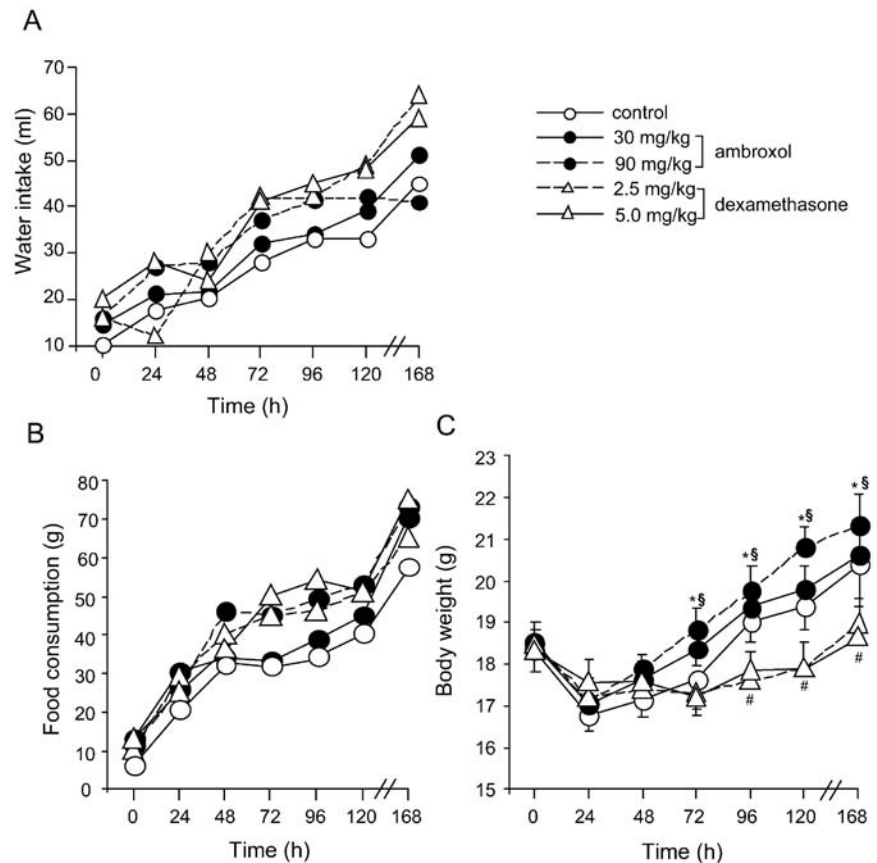 A
70
60
50
40
30
20
10
Water intake (ml)
0 24 48 72 96 120 168
Time (h)
control
30 mg/kg
90 mg/kg
ambroxol
2.5 mg/kg
5.0 mg/kg
dexamethasone
B
80
70
60
50
40
30
20
10
0
Food consumption (g)
0 24 48 72 96 120 168
Time (h)
C
23
22
21
20
19
18
17
16
15
Body weight (g)
*§ *§ *§ *§
# # #
0 24 48 72 96 120 168
Time (h)